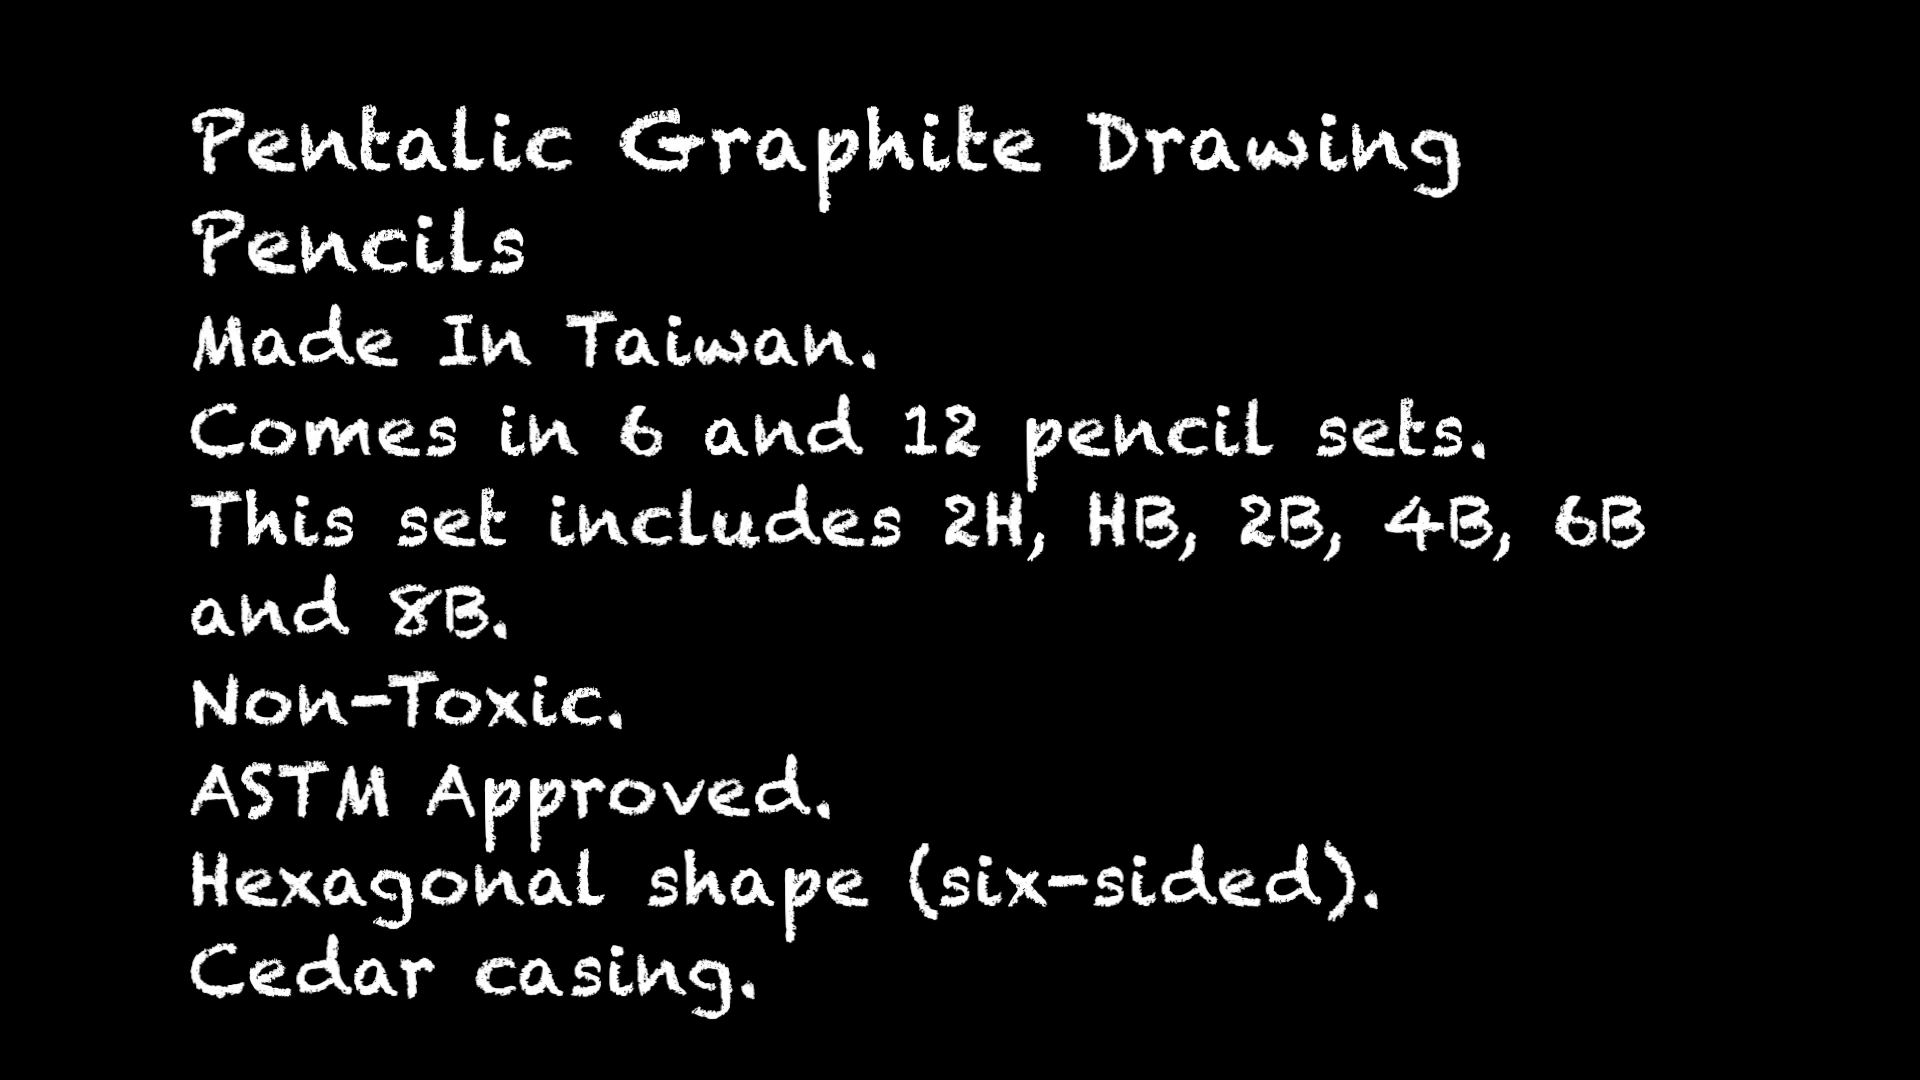 Pentalic Graphite Drawing
Pencils
Made In Taiwan.
Comes in 6 and 12 pencil sets.
This set includes 2H, HB, 2B, 4B, 6B
and 8B.
Non-Toxic.
ASTM Approved.
Hexagonal shape (six-sided).
Cedar casing.